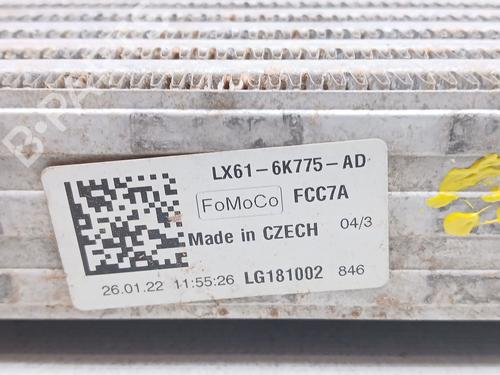 LX61-6K775-AD
FoMoCo FCC7A
Made in CZECH 04/3
26.01.22 11:55:26 LG181002 846